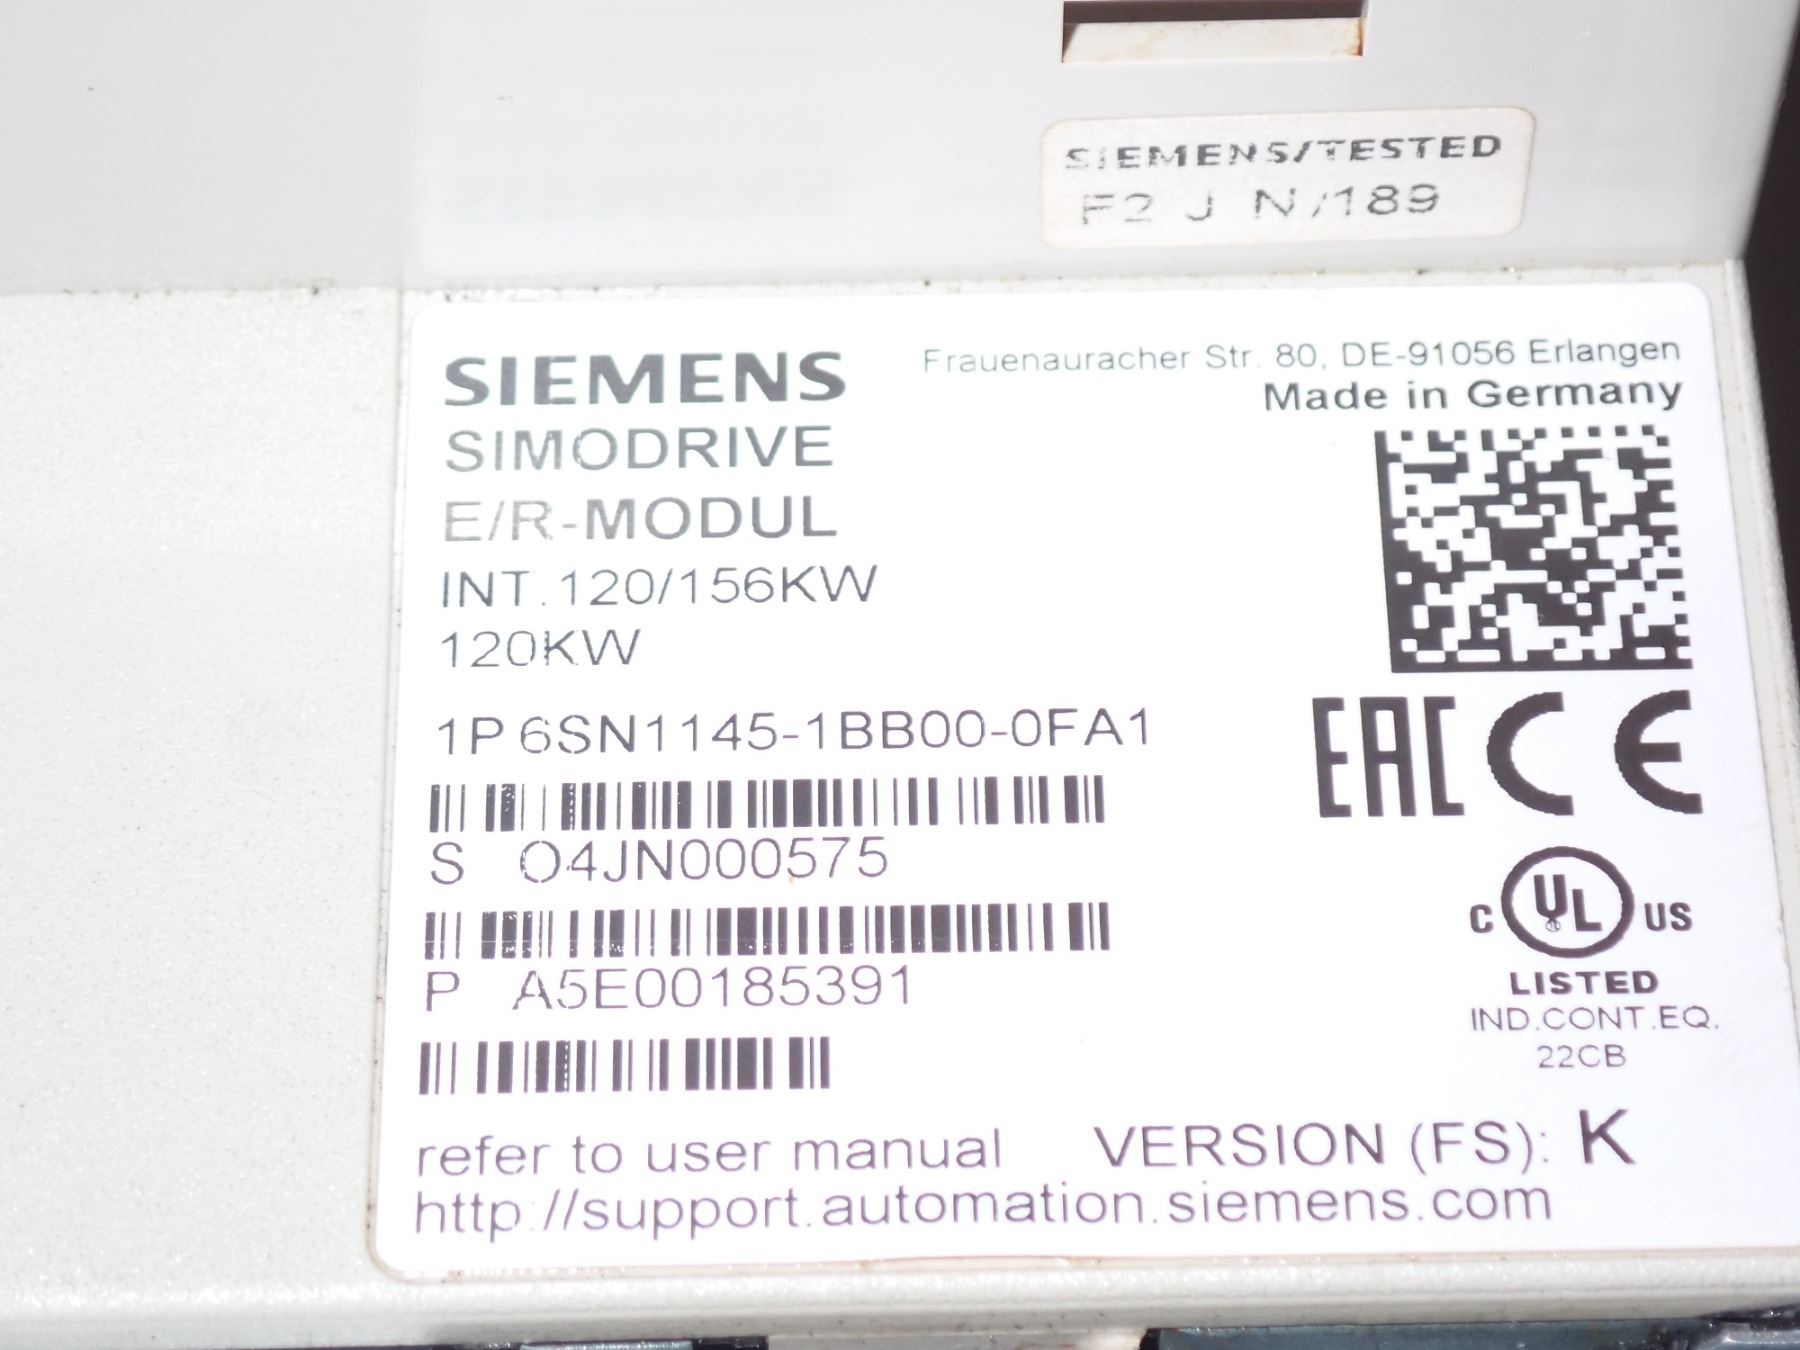 SIEMENS/TESTED
F2 J N/189
SIEMENS
Frauenauracher Str. 80, DE-91056 Erlangen
Made in Germany
SIMODRIVE
E/R-MODUL
INT.120/156KW
120KW
1P 6SN1145-1BB00-0FA1
EAC CE
S O4JN000575
C UL US
LISTED
IND.CONT.EQ.
22CB
P A5E00185391
refer to user manual VERSION (FS): K
http://support.automation.siemens.com